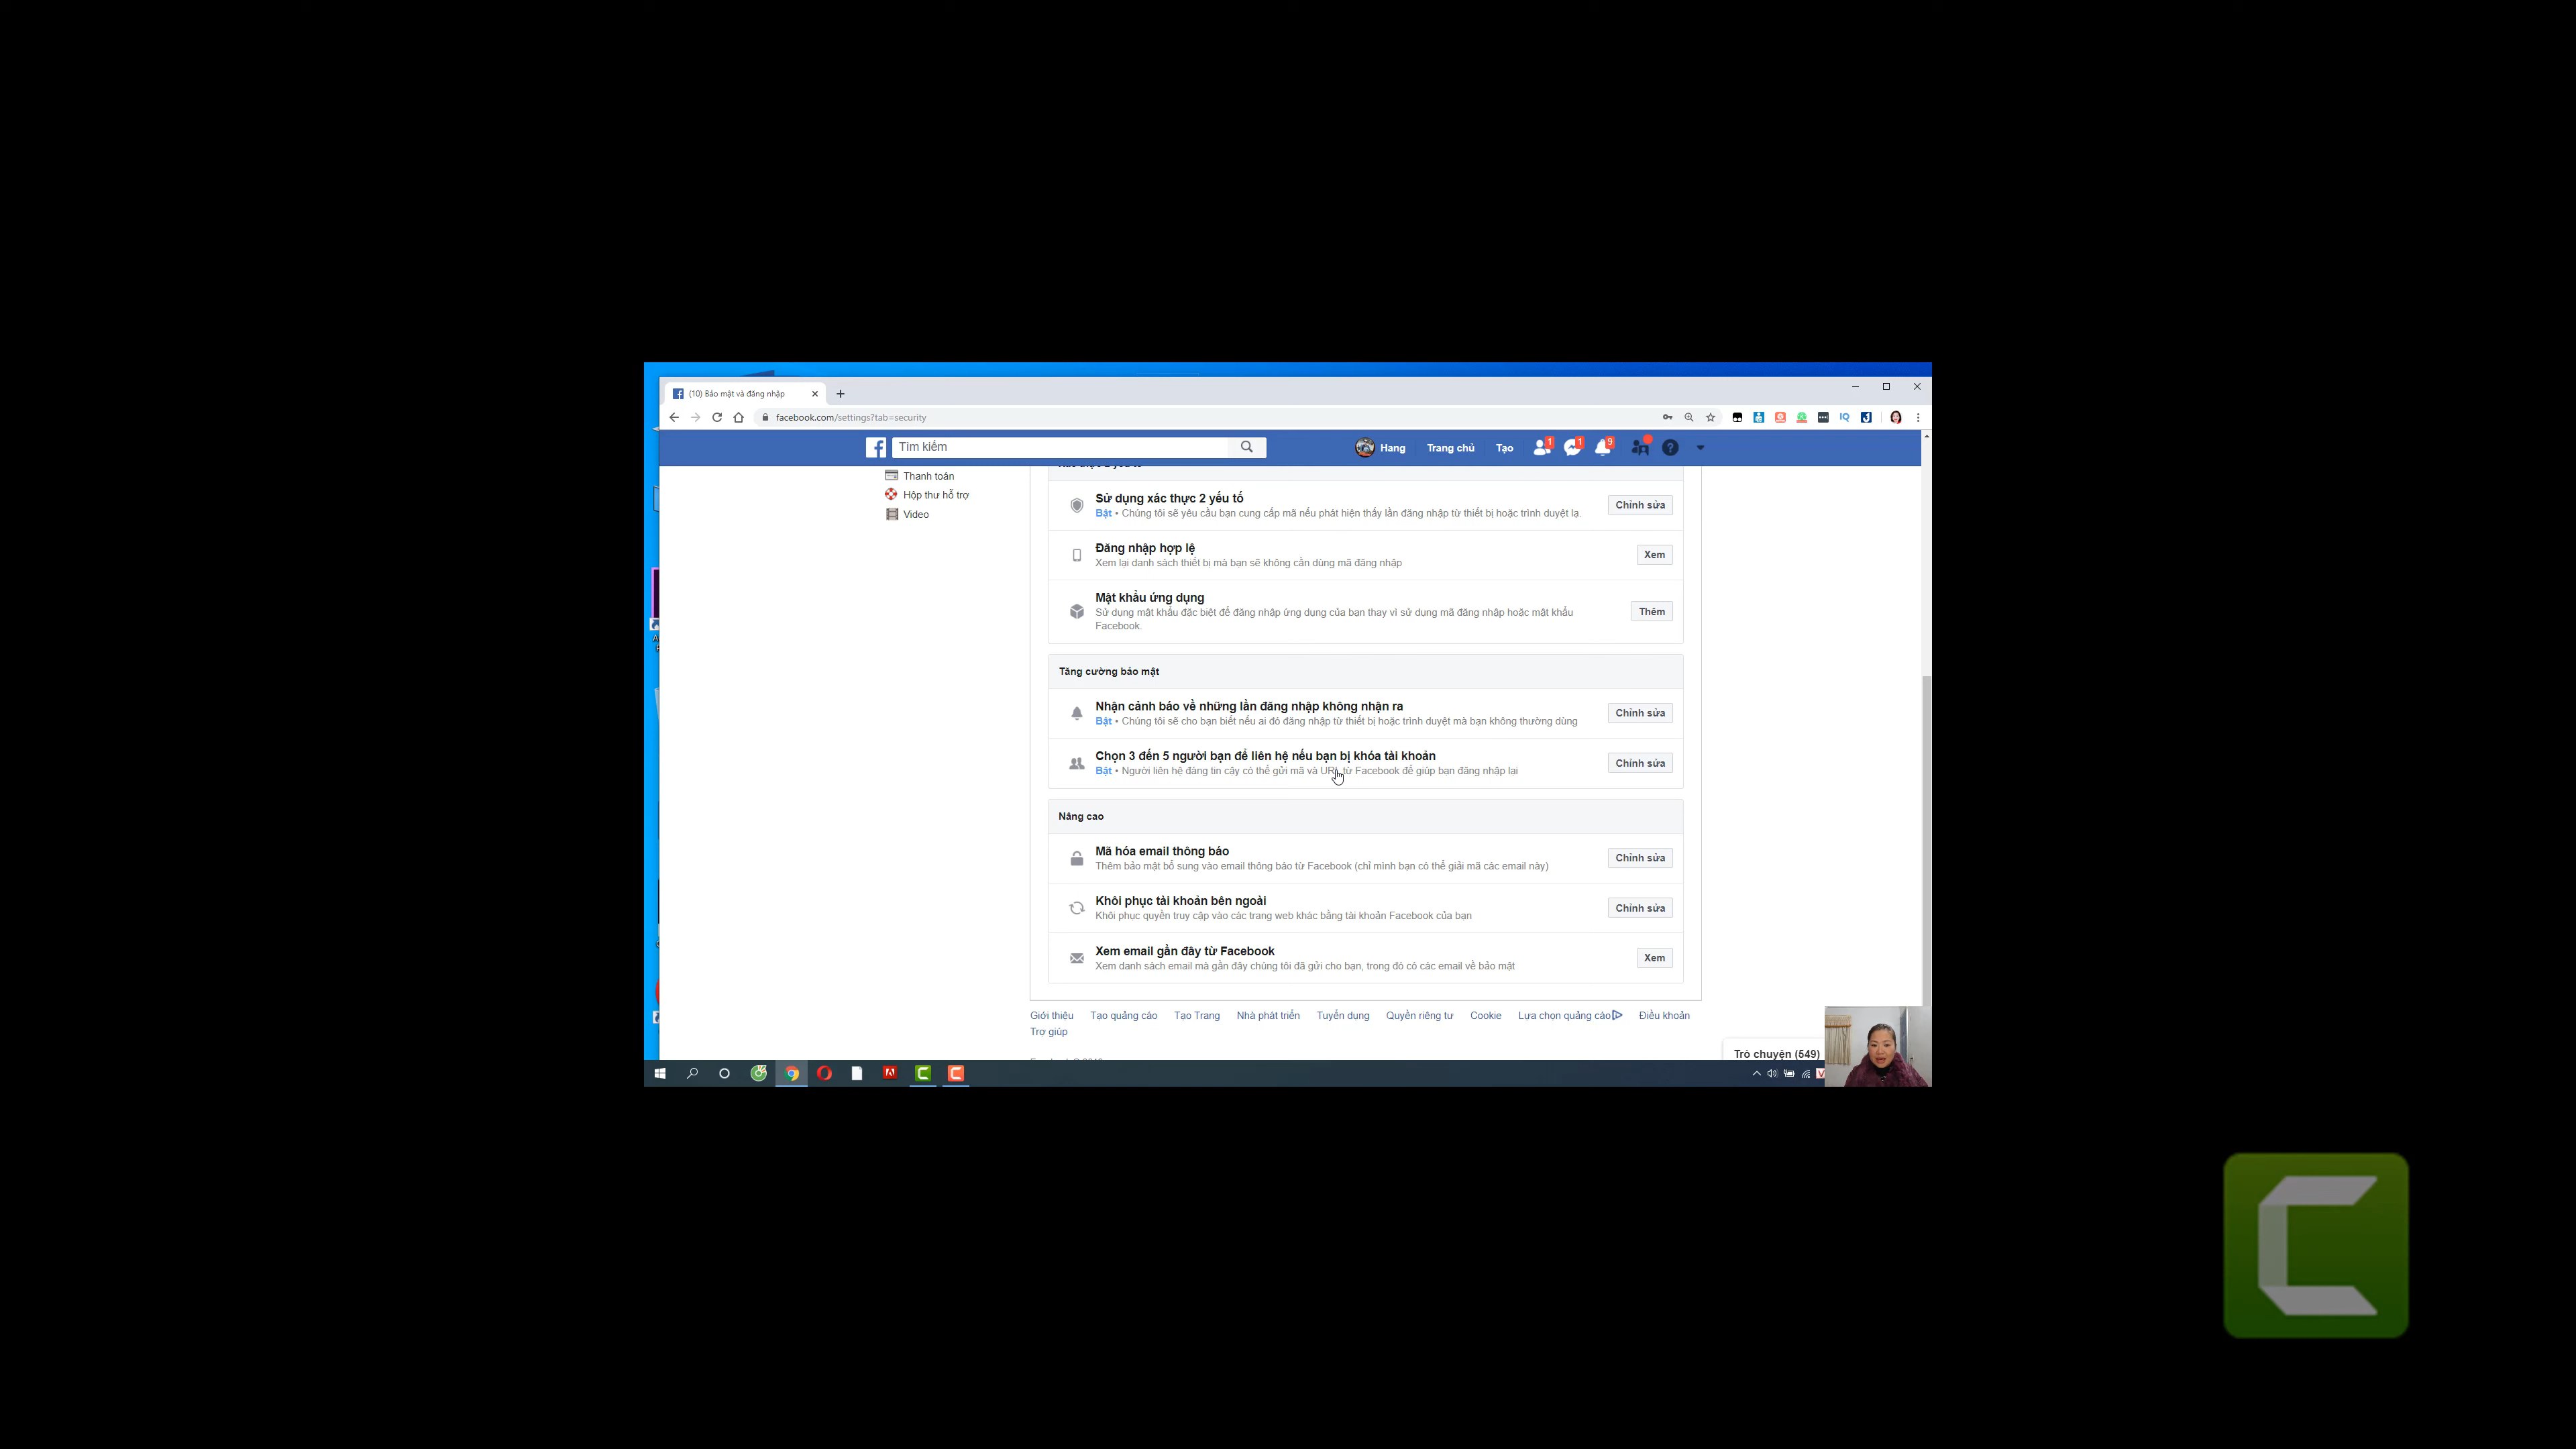 (10) Bảo mật và đăng nhập
facebook.com/settings?tab=security
Tìm kiếm
Hang
Trang chủ
Tạo
1
1
9
Thanh toán
Hộp thư hỗ trợ
Video
Sử dụng xác thực 2 yếu tố
Bật • Chúng tôi sẽ yêu cầu bạn cung cấp mã nếu phát hiện thấy lần đăng nhập từ thiết bị hoặc trình duyệt lạ.
Chỉnh sửa
Đăng nhập hợp lệ
Xem lại danh sách thiết bị mà bạn sẽ không cần dùng mã đăng nhập
Xem
Mật khẩu ứng dụng
Sử dụng mật khẩu đặc biệt để đăng nhập ứng dụng của bạn thay vì sử dụng mã đăng nhập hoặc mật khẩu
Facebook.
Thêm
Tăng cường bảo mật
Nhận cảnh báo về những lần đăng nhập không nhận ra
Bật • Chúng tôi sẽ cho bạn biết nếu ai đó đăng nhập từ thiết bị hoặc trình duyệt mà bạn không thường dùng
Chỉnh sửa
Chọn 3 đến 5 người bạn để liên hệ nếu bạn bị khóa tài khoản
Bật • Người liên hệ đáng tin cậy có thể gửi mã và URL từ Facebook để giúp bạn đăng nhập lại
Chỉnh sửa
Nâng cao
Mã hóa email thông báo
Thêm bảo mật bổ sung vào email thông báo từ Facebook (chỉ mình bạn có thể giải mã các email này)
Chỉnh sửa
Khôi phục tài khoản bên ngoài
Khôi phục quyền truy cập vào các trang web khác bằng tài khoản Facebook của bạn
Chỉnh sửa
Xem email gần đây từ Facebook
Xem danh sách email mà gần đây chúng tôi đã gửi cho bạn, trong đó có các email về bảo mật
Xem
Giới thiệu Tạo quảng cáo Tạo Trang Nhà phát triển Tuyển dụng Quyền riêng tư Cookie Lựa chọn quảng cáo Điều khoản
Trợ giúp
Trò chuyện (549)